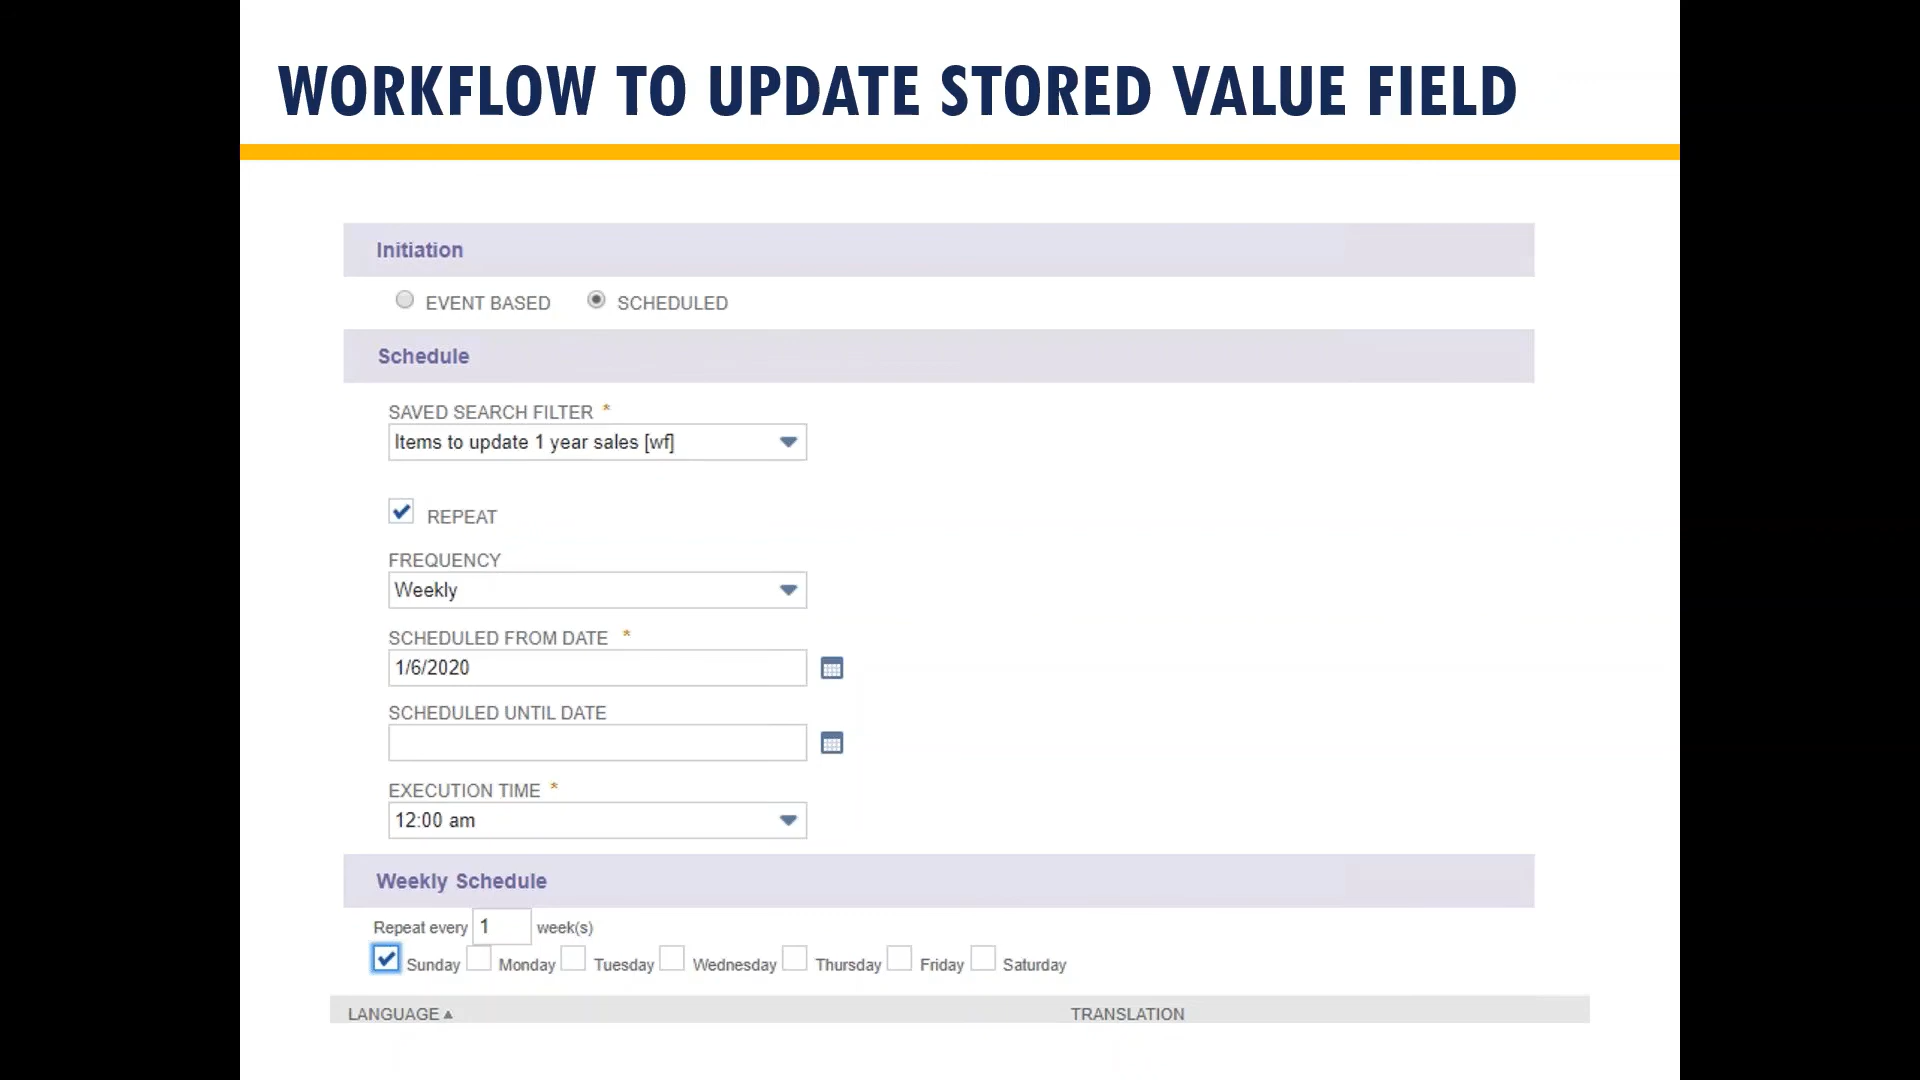 WORKFLOW TO UPDATE STORED VALUE FIELD
Initiation
EVENT BASED SCHEDULED
Schedule
SAVED SEARCH FILTER *
Items to update 1 year sales [wf]
REPEAT
FREQUENCY
Weekly
SCHEDULED FROM DATE *
1/6/2020
SCHEDULED UNTIL DATE
EXECUTION TIME *
12:00 am
Weekly Schedule
Repeat every 1 week(s)
Sunday Monday Tuesday Wednesday Thursday Friday Saturday
LANGUAGE ▲ TRANSLATION